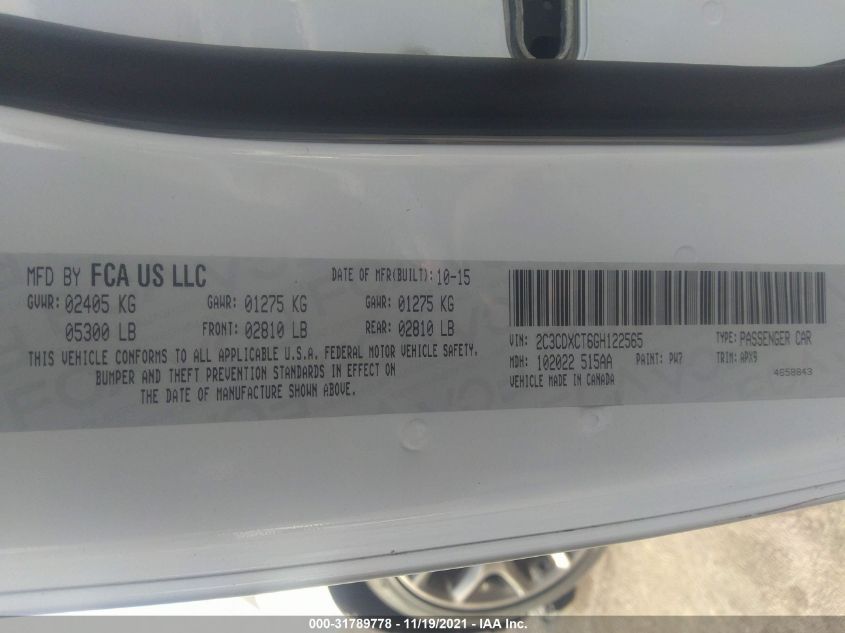 MFD BY FCA US LLC
DATE OF MFR(BUILT): 10-15
GVWR: 02405 KG
GAWR: 01275 KG
GAWR: 01275 KG
05300 LB
FRONT: 02810 LB
REAR: 02810 LB
THIS VEHICLE CONFORMS TO ALL APPLICABLE U.S.A. FEDERAL MOTOR VEHICLE SAFETY,
BUMPER AND THEFT PREVENTION STANDARDS IN EFFECT ON
THE DATE OF MANUFACTURE SHOWN ABOVE.
VIN: 2C3CDXCT6GH122565
TYPE: PASSENGER CAR
MDH: 102022 515AA
PAINT: PW7
TRIM: APX9
VEHICLE MADE IN CANADA
4658843
000-31789778 - 11/19/2021 - IAA Inc.